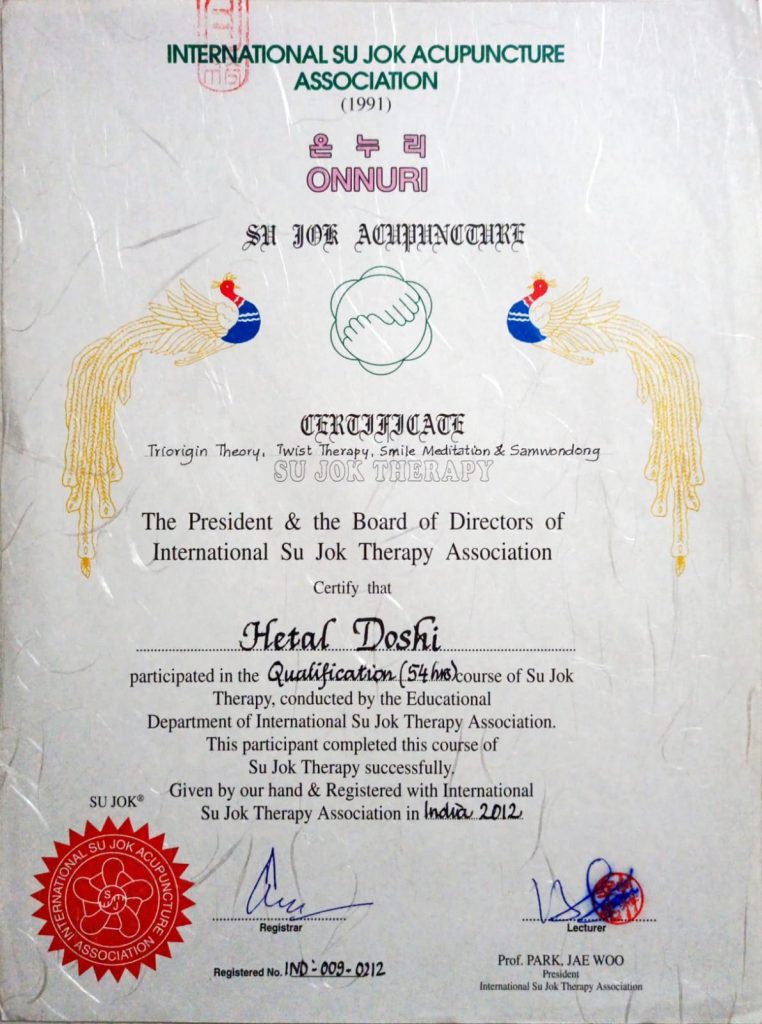 INTERNATIONAL SU JOK ACUPUNCTURE
ASSOCIATION
(1991)
온누리
ONNURI
SU JOK ACUPUNCTURE
CERTIFICATE
Triorigin Theory, Twist Therapy, Smile Meditation & Samwondong
SU JOK THERAPY
The President & the Board of Directors of
International Su Jok Therapy Association
Certify that
Hetal Doshi
participated in the Qualification (54 hrs) course of Su Jok
Therapy, conducted by the Educational
Department of International Su Jok Therapy Association.
This participant completed this course of
Su Jok Therapy successfully.
Given by our hand & Registered with International
Su Jok Therapy Association in India 2012
SU JOK®
INTERNATIONAL SU JOK ACUPUNCTURE
ASSOCIATION
Registrar
Lecturer
Registered No. IND-009-0212
Prof. PARK, JAE WOO
President
International Su Jok Therapy Association